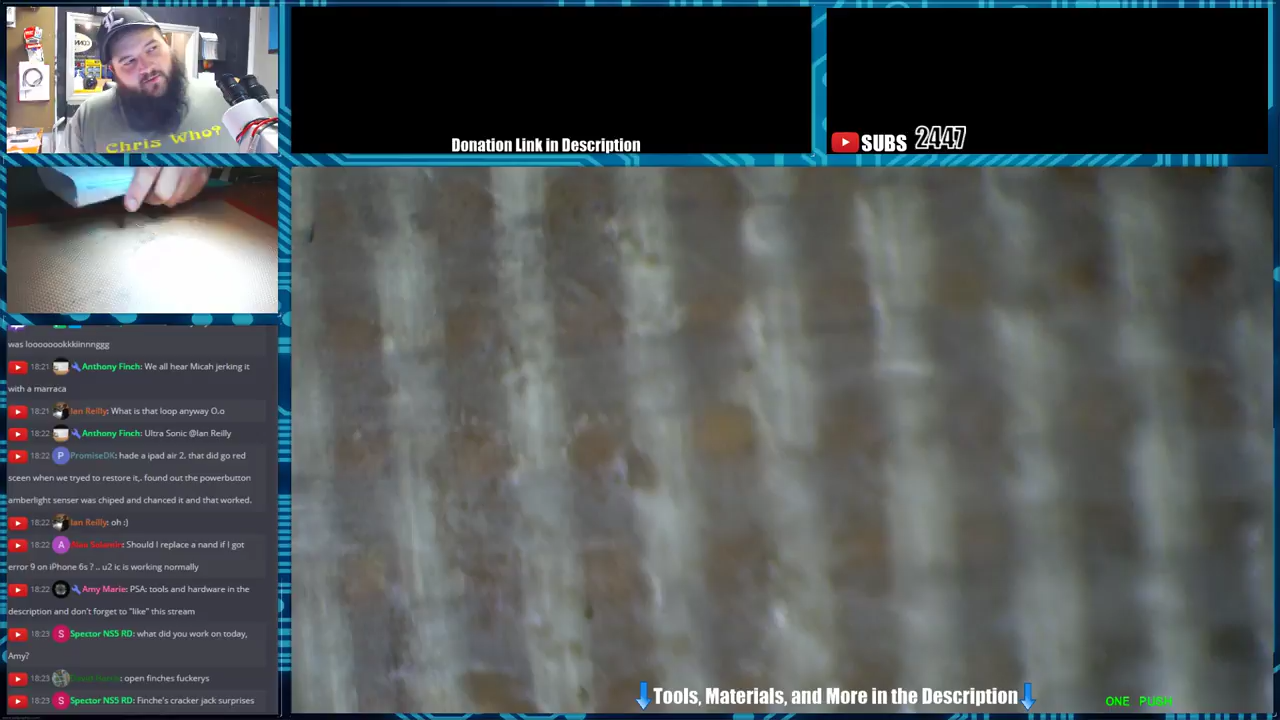 Chris Who?
Donation Link in Description
SUBS 2447
was loooooookkkiinnnggg
18:21 Anthony Finch: We all hear Micah jerking it
with a marraca
18:21 Ian Reilly: What is that loop anyway O.o
18:22 Anthony Finch: Ultra Sonic @Ian Reilly
18:22 P PromiseDK: hade a ipad air 2, that did go red
sceen when we tryed to restore it,. found out the powerbutton
amberlight senser was chiped and chanced it and that worked.
18:22 Ian Reilly: oh :)
18:22 A Should I replace a nand if I got
error 9 on iPhone 6s ? .. u2 ic is working normally
18:22 Amy Marie: PSA: tools and hardware in the
description and don't forget to "like" this stream
18:23 S Spector NS5 RD: what did you work on today,
Amy?
18:23 David Harris: open finches fuckerys
18:23 S Spector NS5 RD: Finche's cracker jack surprises
Tools, Materials, and More in the Description
ONE PUSH